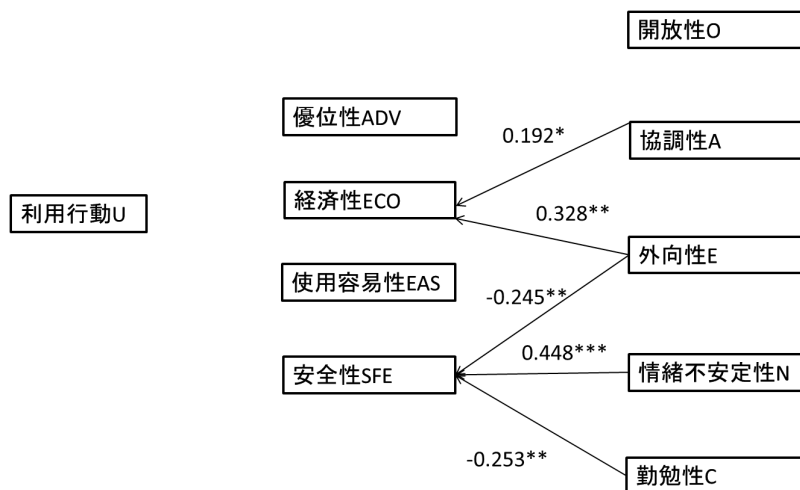 開放性O
優位性ADV
0.192*
協調性A
経済性ECO
利用行動U
0.328**
外向性E
使用容易性EAS
-0.245**
0.448***
安全性SFE
情緒不安定性N
-0.253**
勤勉性C